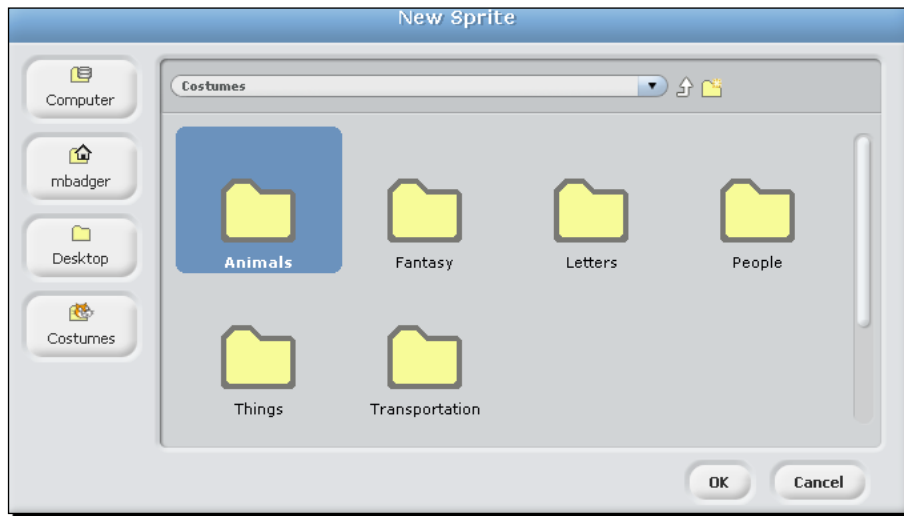 New Sprite
Computer
mbadger
Desktop
Costumes
Costumes
Animals
Fantasy
Letters
People
Things
Transportation
OK
Cancel